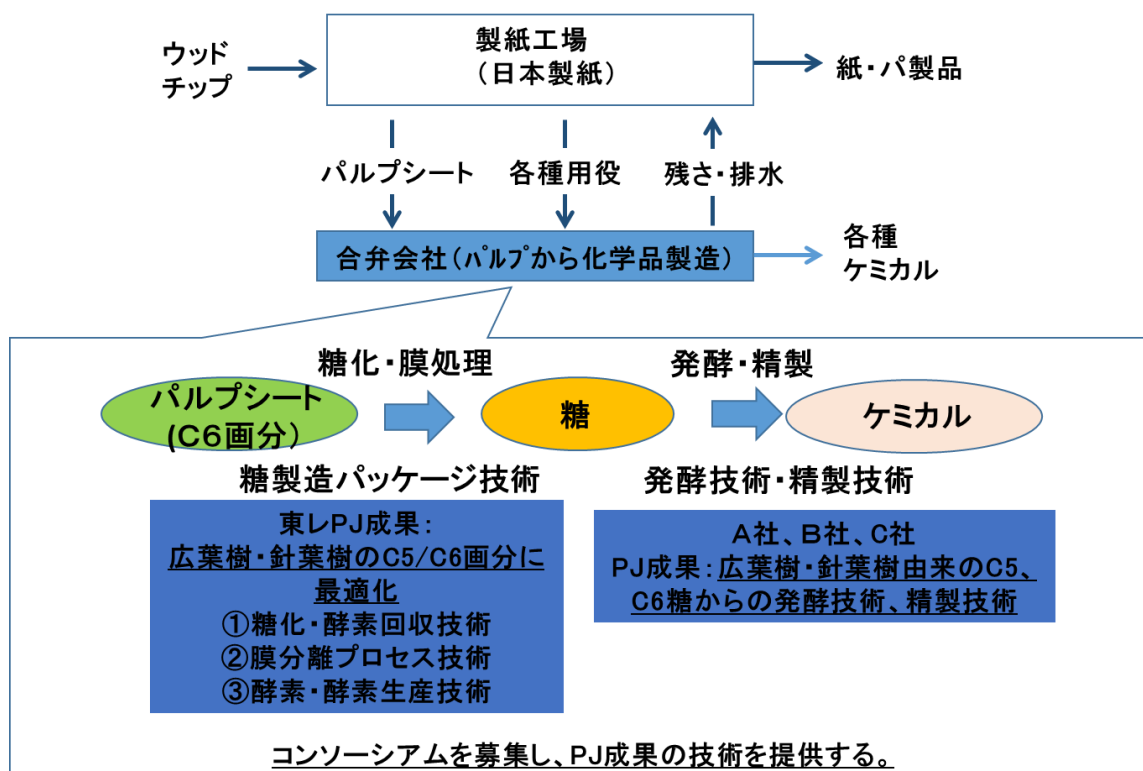 ウッド
チップ
製紙工場
（日本製紙）
紙・パ製品
パルプシート
各種用役
残さ・排水
合弁会社（ﾊﾟﾙﾌﾟから化学品製造）
各種
ケミカル
糖化・膜処理
発酵・精製
パルプシート
(C６画分）
糖
ケミカル
糖製造パッケージ技術
発酵技術・精製技術
東レPJ成果：
広葉樹・針葉樹のC5/C6画分に
最適化
①糖化・酵素回収技術
②膜分離プロセス技術
③酵素・酵素生産技術
A社、B社、C社
PJ成果：広葉樹・針葉樹由来のC5、
C6糖からの発酵技術、精製技術
コンソーシアムを募集し、PJ成果の技術を提供する。